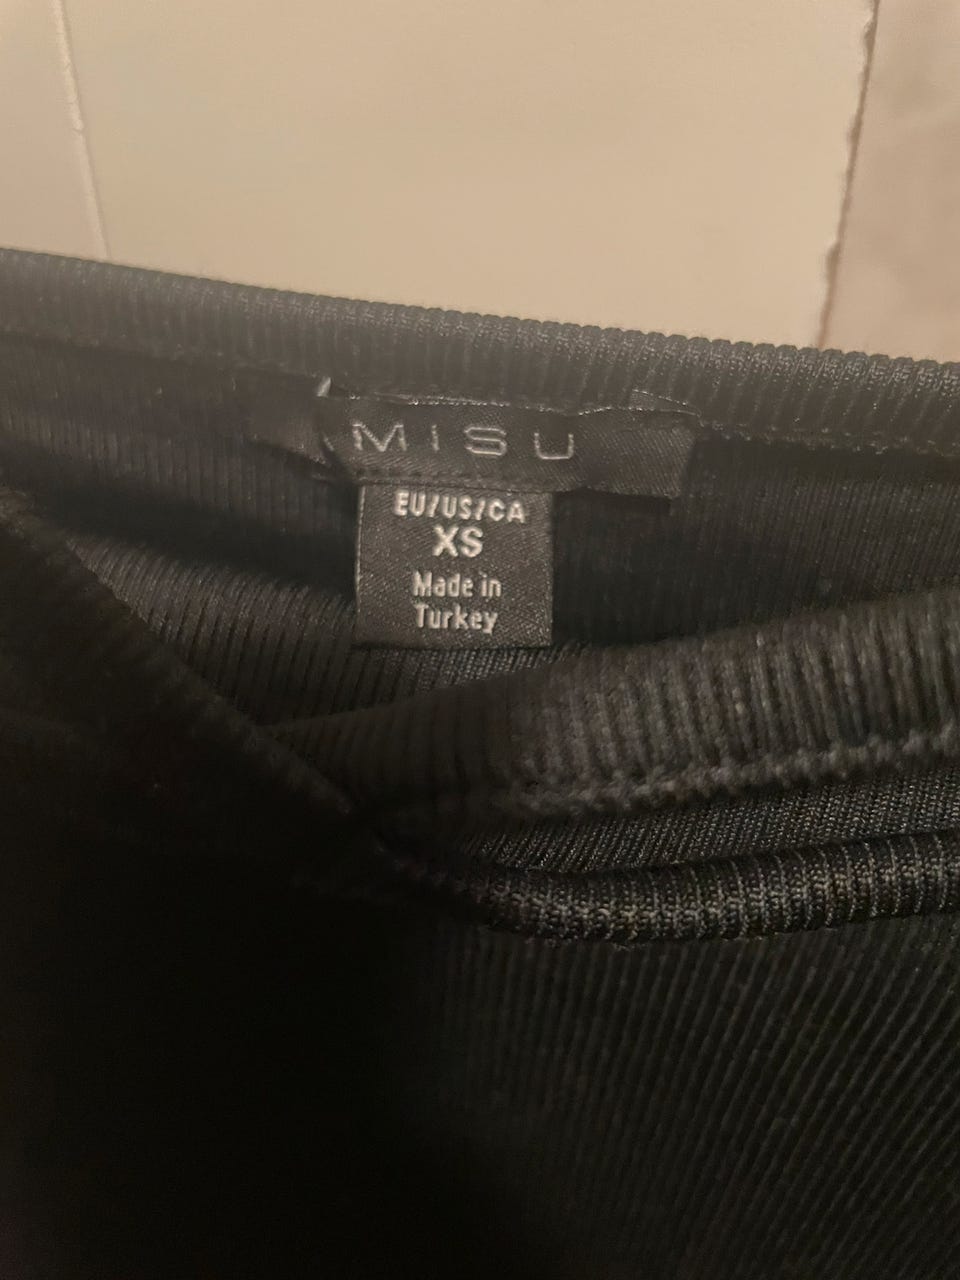 MISU
EU/US/CA
XS
Made in
Turkey